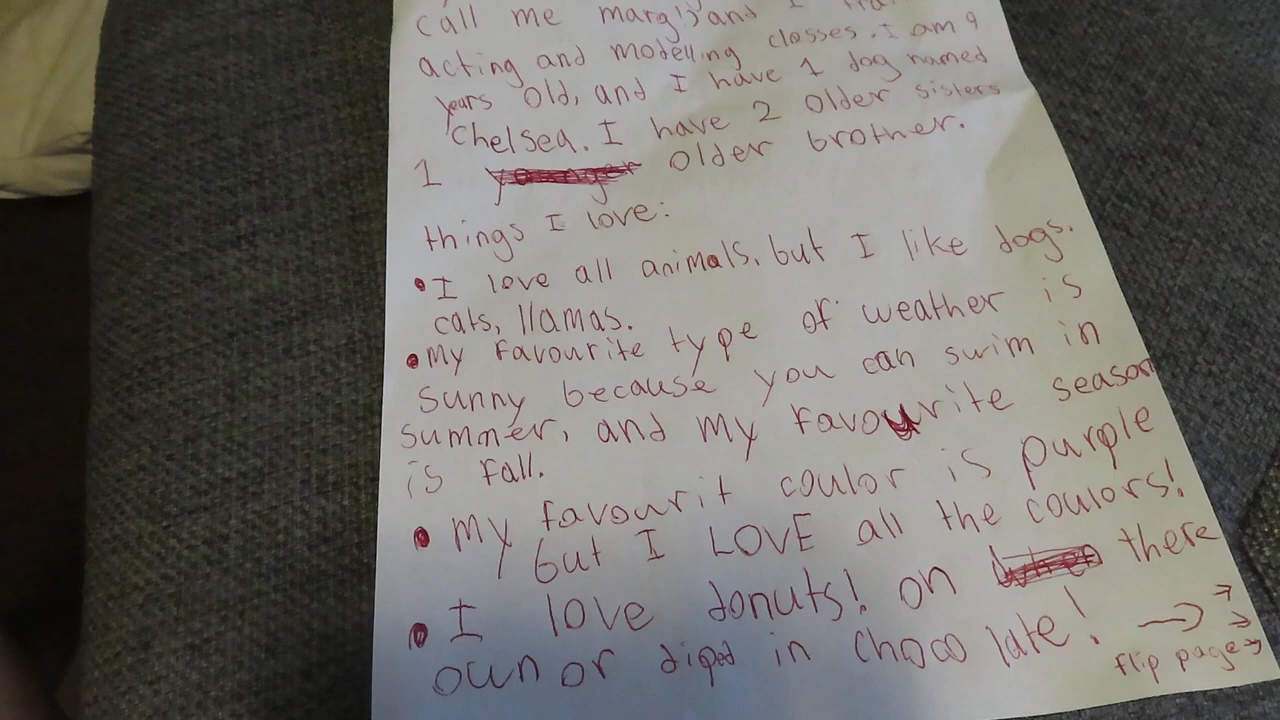 call me margij and I
acting and modelling classes. I am 9
years old, and I have 1 dog named
Chelsea. I have 2 older sisters
1 older brother.
things I love:
• I love all animals, but I like dogs,
cats, llamas.
• my favourite type of weather is
sunny because you can swim in
summer, and my favourite season
is fall.
• my favourit coulor is purple
but I LOVE all the coulors!
• I love donuts! on there
own or diped in chocolate! →
flip page→